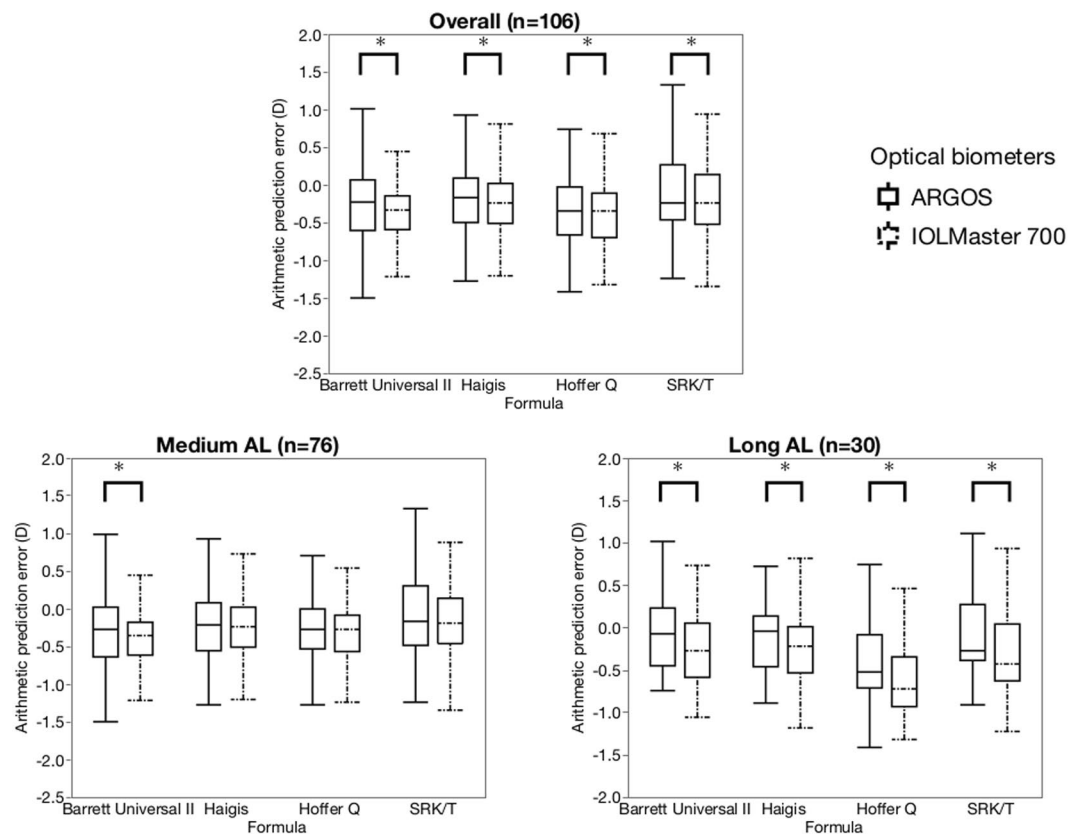 Overall (n=106)
* * * *
2.0
1.5
1.0
0.5
0.0
-0.5
-1.0
-1.5
-2.0
-2.5
Arithmetic prediction error (D)
Barrett Universal II Haigis Hoffer Q SRK/T
Formula
Optical biometers
ARGOS
IOLMaster 700
Medium AL (n=76)
*
2.0
1.5
1.0
0.5
0.0
-0.5
-1.0
-1.5
-2.0
-2.5
Arithmetic prediction error (D)
Barrett Universal II Haigis Hoffer Q SRK/T
Formula
Long AL (n=30)
* * * *
2.0
1.5
1.0
0.5
0.0
-0.5
-1.0
-1.5
-2.0
Arithmetic prediction error (D)
Barrett Universal II Haigis Hoffer Q SRK/T
Formula